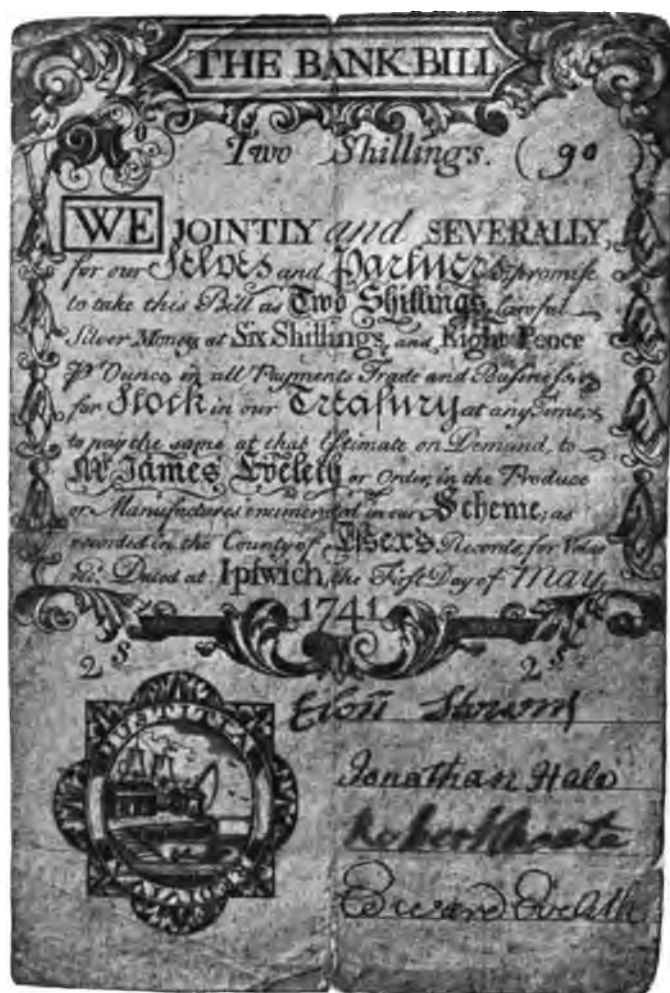 THE BANK BILL
No Two Shillings. (90)
WE JOINTLY and SEVERALLY,
for our Selves and Partners, promise
to take this Bill as Two Shillings, lawful
Silver Money, at Six Shillings, and Eight Pence
Pr Ounce, in all Payments Trade and Business, &
for Stock in our Treasury at any Time, &
to pay the same at that Estimate on Demand, to
Mr James Eveleth or Order, in the Produce
or Manufactures enumerated in our Scheme; as
recorded in the County of Essex's Records, for Value
rec. Dated at Ipswich, the First Day of May,
1741
2s 2s
JUSTITIA
Jonathan Hale
Robert Choate
Edward Eveleth